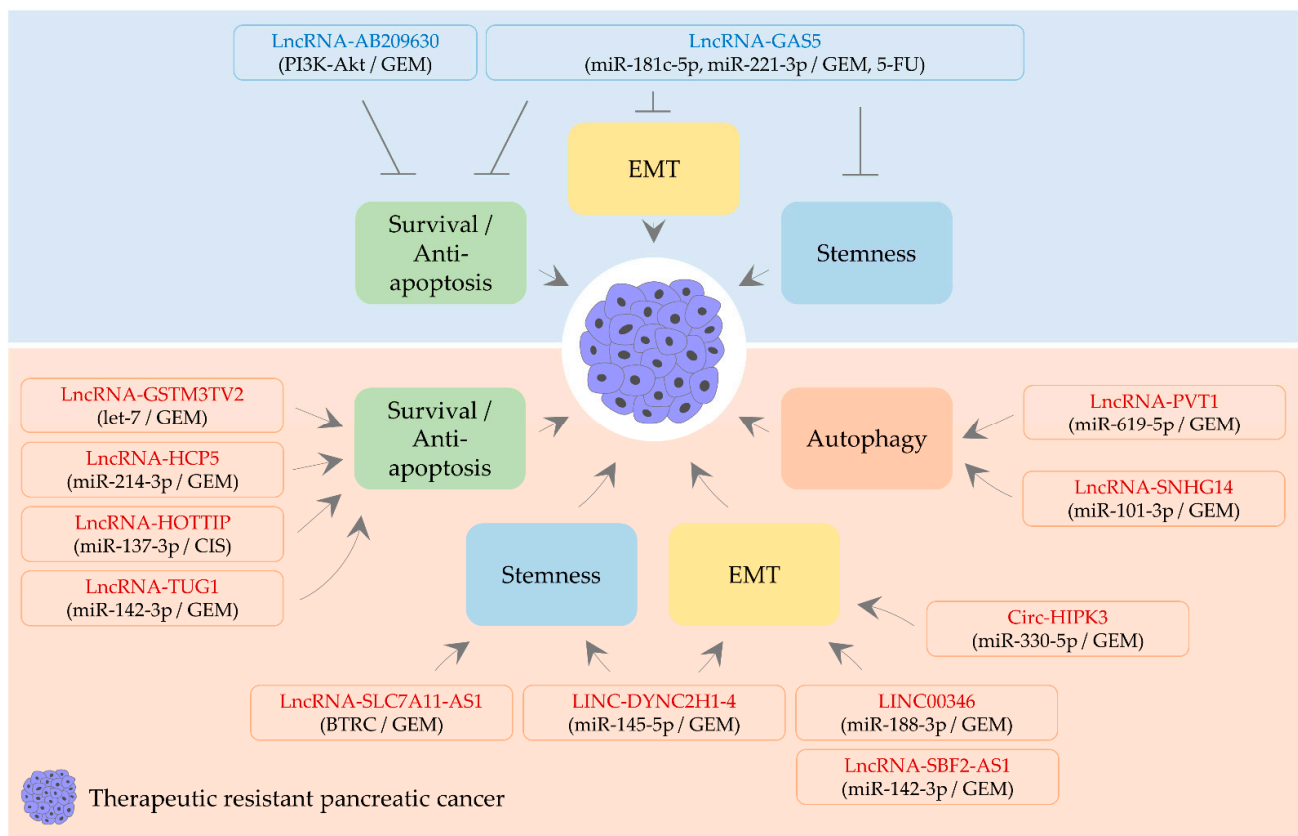 LncRNA-AB209630
(PI3K-Akt / GEM)
LncRNA-GAS5
(miR-181c-5p, miR-221-3p / GEM, 5-FU)
EMT
Survival /
Anti-
apoptosis
Stemness
LncRNA-GSTM3TV2
(let-7 / GEM)
LncRNA-HCP5
(miR-214-3p / GEM)
LncRNA-HOTTIP
(miR-137-3p / CIS)
LncRNA-TUG1
(miR-142-3p / GEM)
Survival /
Anti-
apoptosis
Autophagy
LncRNA-PVT1
(miR-619-5p / GEM)
LncRNA-SNHG14
(miR-101-3p / GEM)
Stemness
EMT
Circ-HIPK3
(miR-330-5p / GEM)
LncRNA-SLC7A11-AS1
(BTRC / GEM)
LINC-DYNC2H1-4
(miR-145-5p / GEM)
LINC00346
(miR-188-3p / GEM)
LncRNA-SBF2-AS1
(miR-142-3p / GEM)
Therapeutic resistant pancreatic cancer